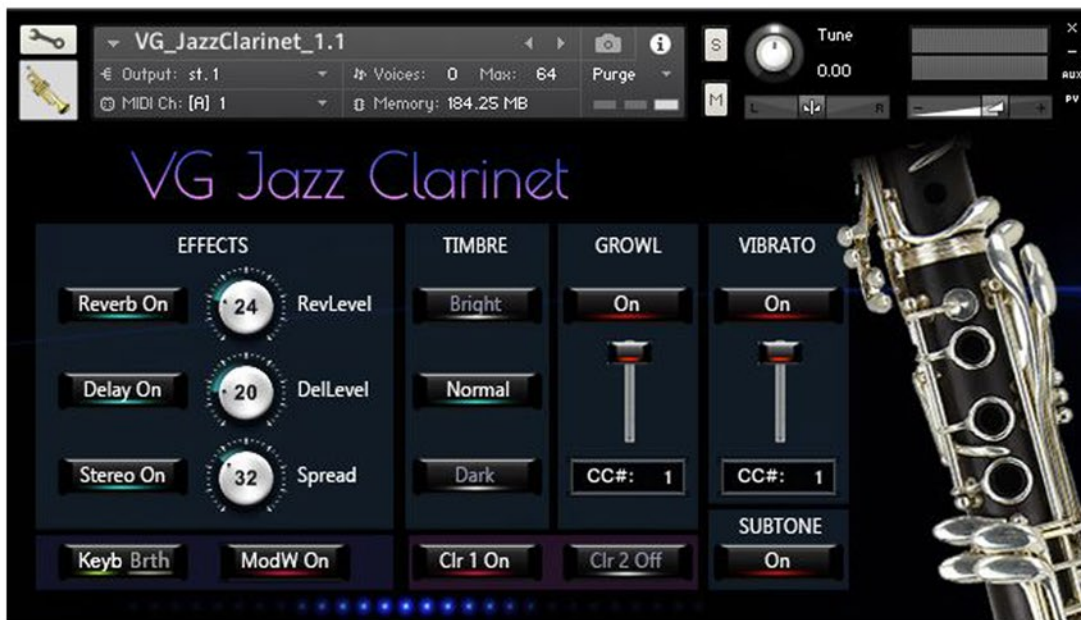 VG_JazzClarinet_1.1
Output: st.1
Voices: 0 Max: 64
Purge
MIDI Ch: [A] 1
Memory: 184.25 MB
S
M
Tune
0.00
L R
- +
×
-
AUX
PV
VG Jazz Clarinet
EFFECTS
Reverb On 24 RevLevel
Delay On 20 DelLevel
Stereo On 32 Spread
TIMBRE
Bright
Normal
Dark
GROWL
On
CC#: 1
VIBRATO
On
CC#: 1
SUBTONE
On
Keyb Brth
ModW On
Clr 1 On
Clr 2 Off